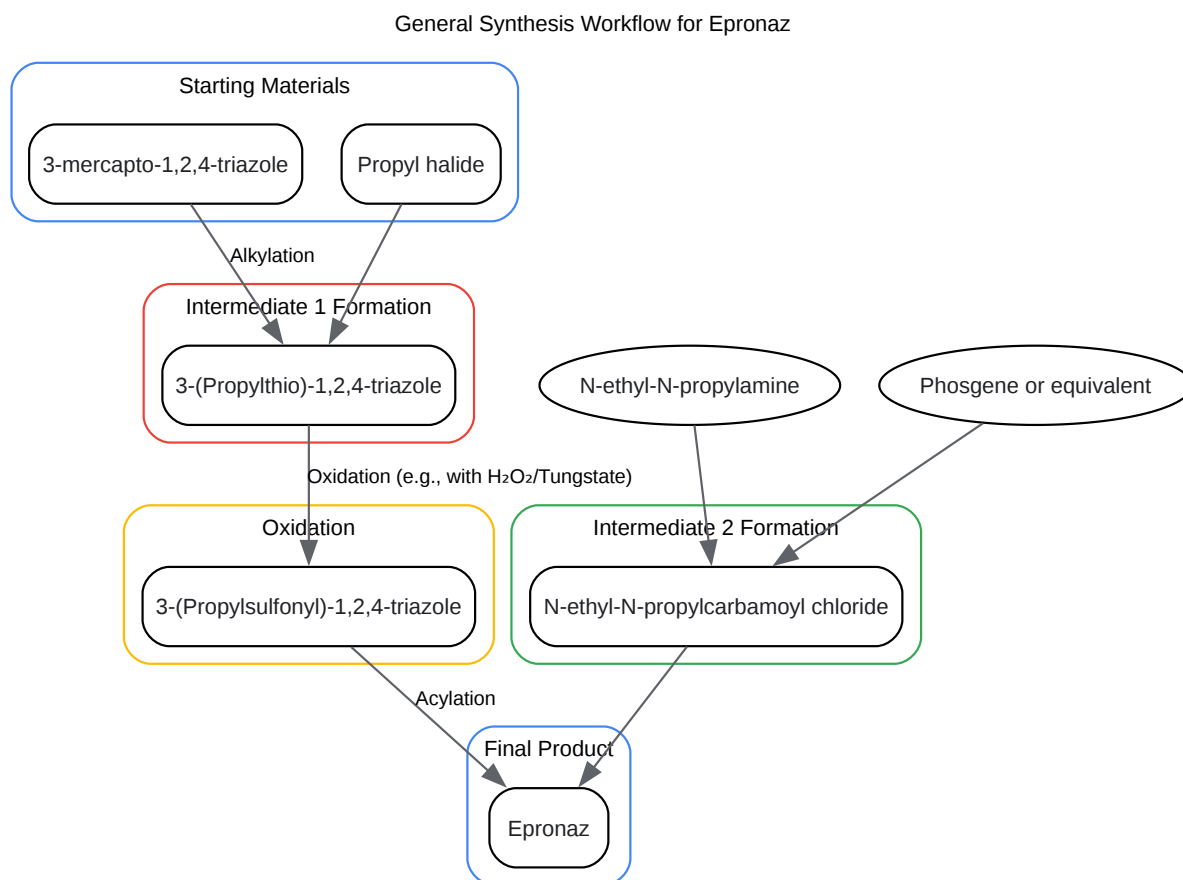 General Synthesis Workflow for Epronaz
Starting Materials
3-mercapto-1,2,4-triazole
Propyl halide
Alkylation
Intermediate 1 Formation
3-(Propylthio)-1,2,4-triazole
N-ethyl-N-propylamine
Phosgene or equivalent
Oxidation (e.g., with H₂O₂/Tungstate)
Oxidation
Intermediate 2 Formation
3-(Propylsulfonyl)-1,2,4-triazole
N-ethyl-N-propylcarbamoyl chloride
Acylation
Final Product
Epronaz